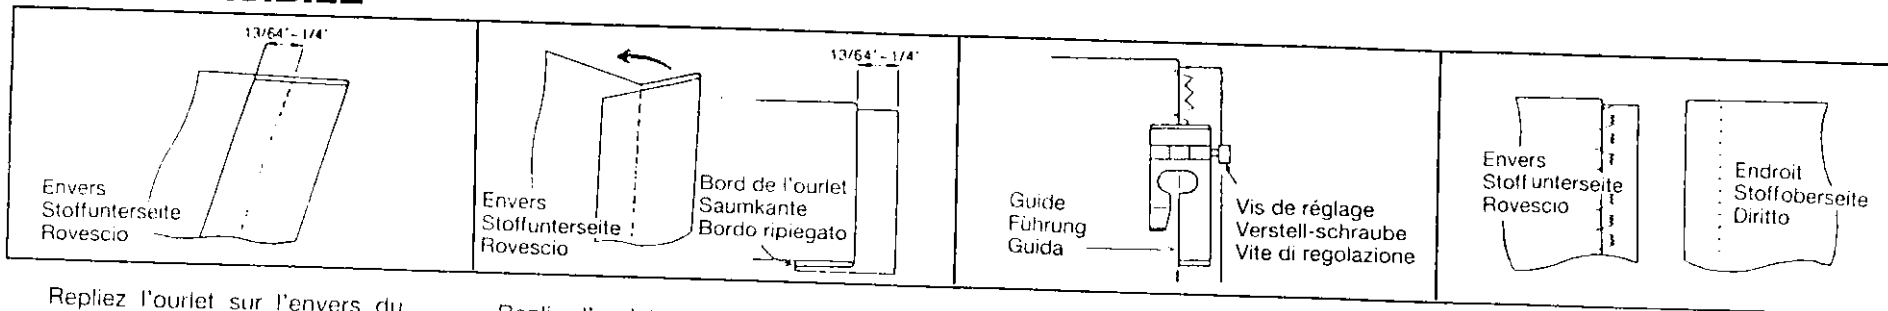 13/64"-1/4"
Envers
Stoffunterseite
Rovescio
13/64"-1/4"
Envers
Stoffunterseite
Rovescio
Bord de l'ourlet
Saumkante
Bordo ripiegato
Guide
Führung
Guida
Vis de réglage
Verstell-schraube
Vite di regolazione
Envers
Stoffunterseite
Rovescio
Endroit
Stoffoberseite
Diritto
Repliez l'ourlet sur l'envers du